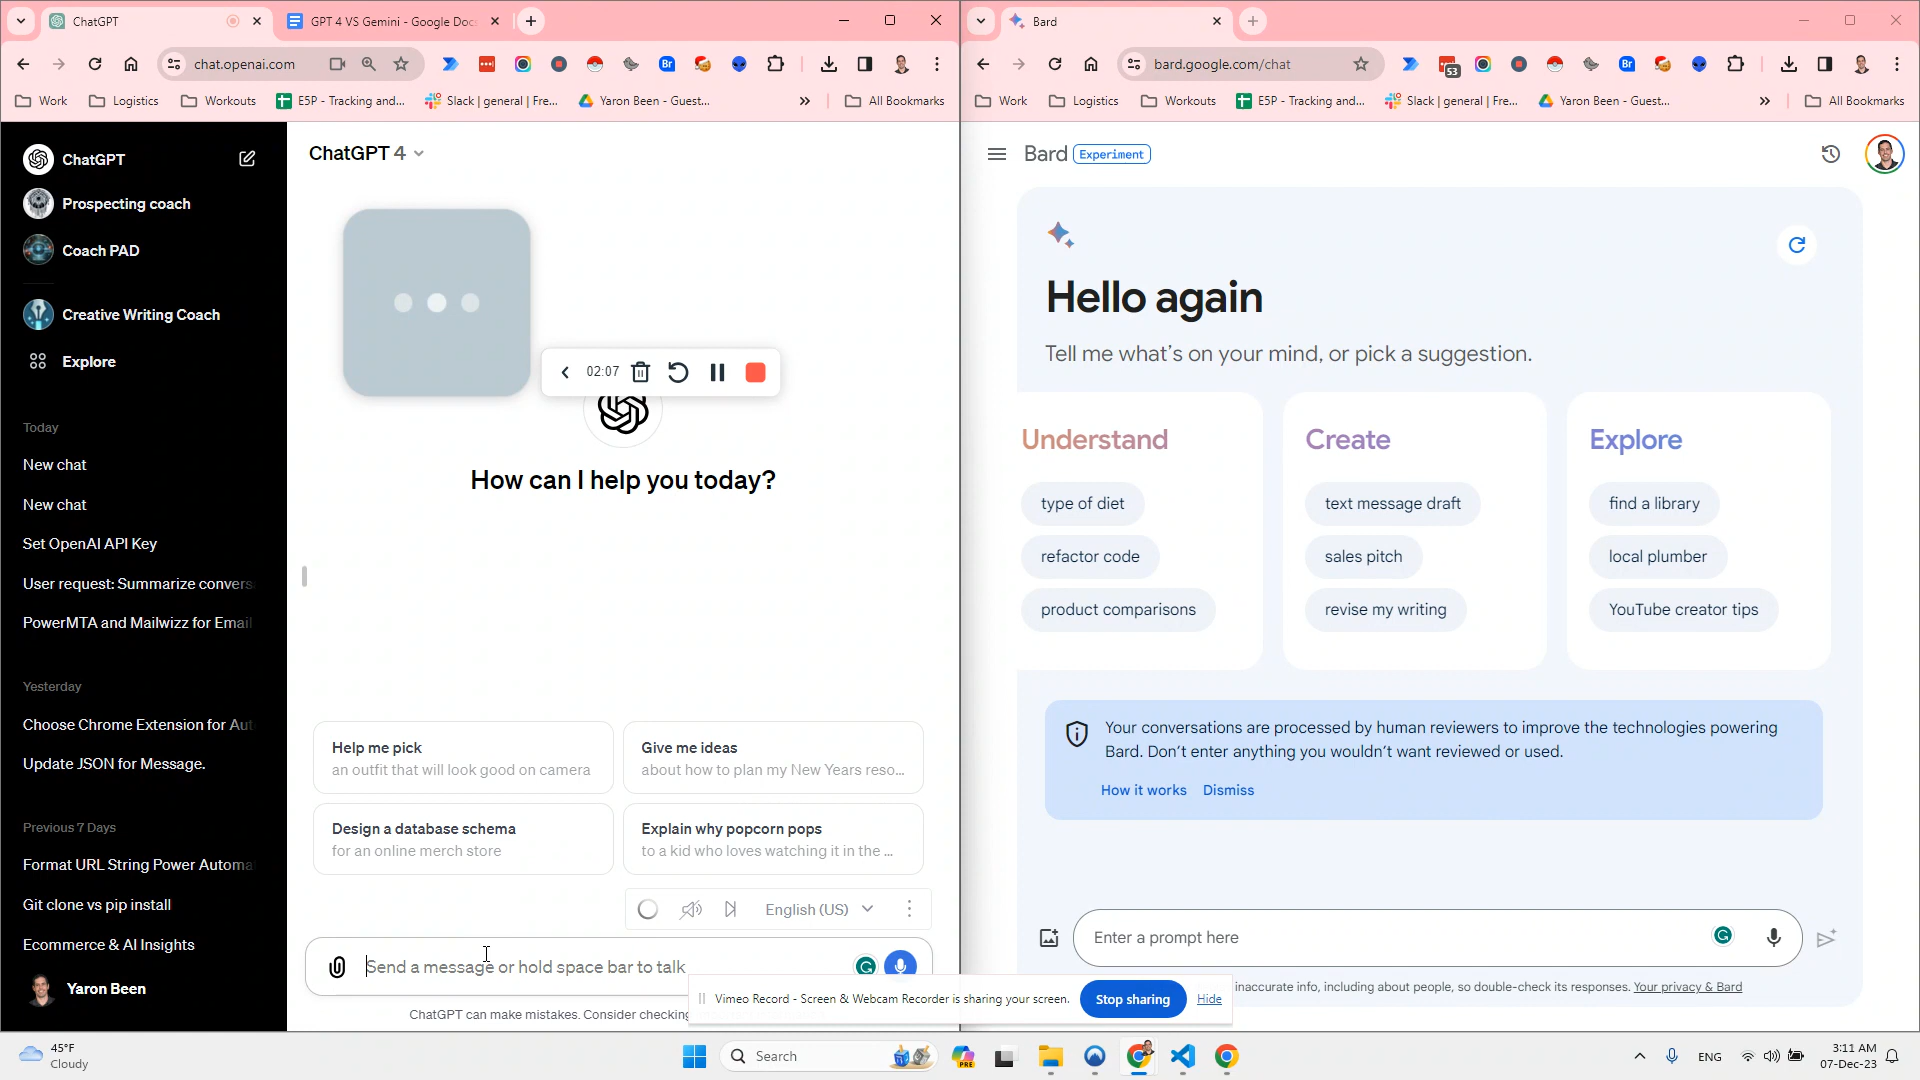 ChatGPT
GPT 4 VS Gemini - Google Docs
chat.openai.com
Work
Logistics
Workouts
E5P - Tracking and...
Slack | general | Fre...
Yaron Been - Guest...
»
All Bookmarks
ChatGPT
Prospecting coach
Coach PAD
Creative Writing Coach
Explore
Today
New chat
New chat
Set OpenAI API Key
User request: Summarize convers
PowerMTA and Mailwizz for Email
Yesterday
Choose Chrome Extension for Aut
Update JSON for Message.
Previous 7 Days
Format URL String Power Automa
Git clone vs pip install
Ecommerce & AI Insights
Yaron Been
ChatGPT 4
02:07
How can I help you today?
Help me pick
an outfit that will look good on camera
Give me ideas
about how to plan my New Years reso...
Design a database schema
for an online merch store
Explain why popcorn pops
to a kid who loves watching it in the ...
English (US)
Send a message or hold space bar to talk
ChatGPT can make mistakes. Consider checking
Vimeo Record - Screen & Webcam Recorder is sharing your screen.
Stop sharing
Hide
Bard
bard.google.com/chat
Br
53
Br
Work
Logistics
Workouts
E5P - Tracking and...
Slack | general | Fre...
Yaron Been - Guest...
»
All Bookmarks
Bard
Experiment
Hello again
Tell me what's on your mind, or pick a suggestion.
Understand
type of diet
refactor code
product comparisons
Create
text message draft
sales pitch
revise my writing
Explore
find a library
local plumber
YouTube creator tips
Your conversations are processed by human reviewers to improve the technologies powering
Bard. Don't enter anything you wouldn't want reviewed or used.
How it works
Dismiss
Enter a prompt here
inaccurate info, including about people, so double-check its responses. Your privacy & Bard
45°F
Cloudy
Search
PRE
ENG
3:11 AM
07-Dec-23